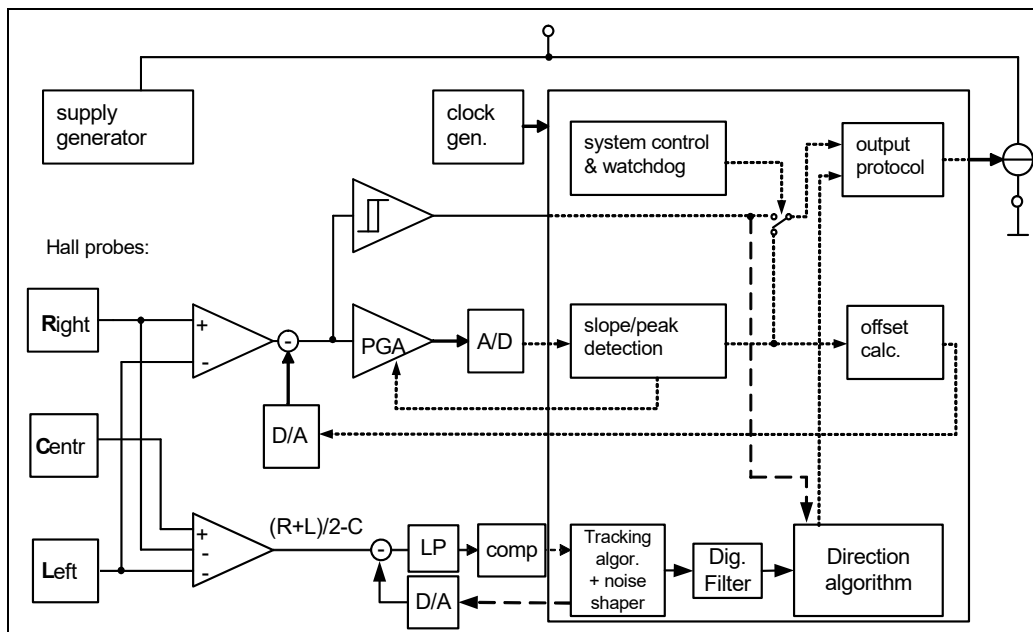 supply
generator
clock
gen.
system control
& watchdog
output
protocol
Hall probes:
Right
+
-
-
PGA
A/D
slope/peak
detection
offset
calc.
Centr
D/A
Left
+
-
-
(R+L)/2-C
-
LP
comp
D/A
Tracking
algor.
+ noise
shaper
Dig.
Filter
Direction
algorithm